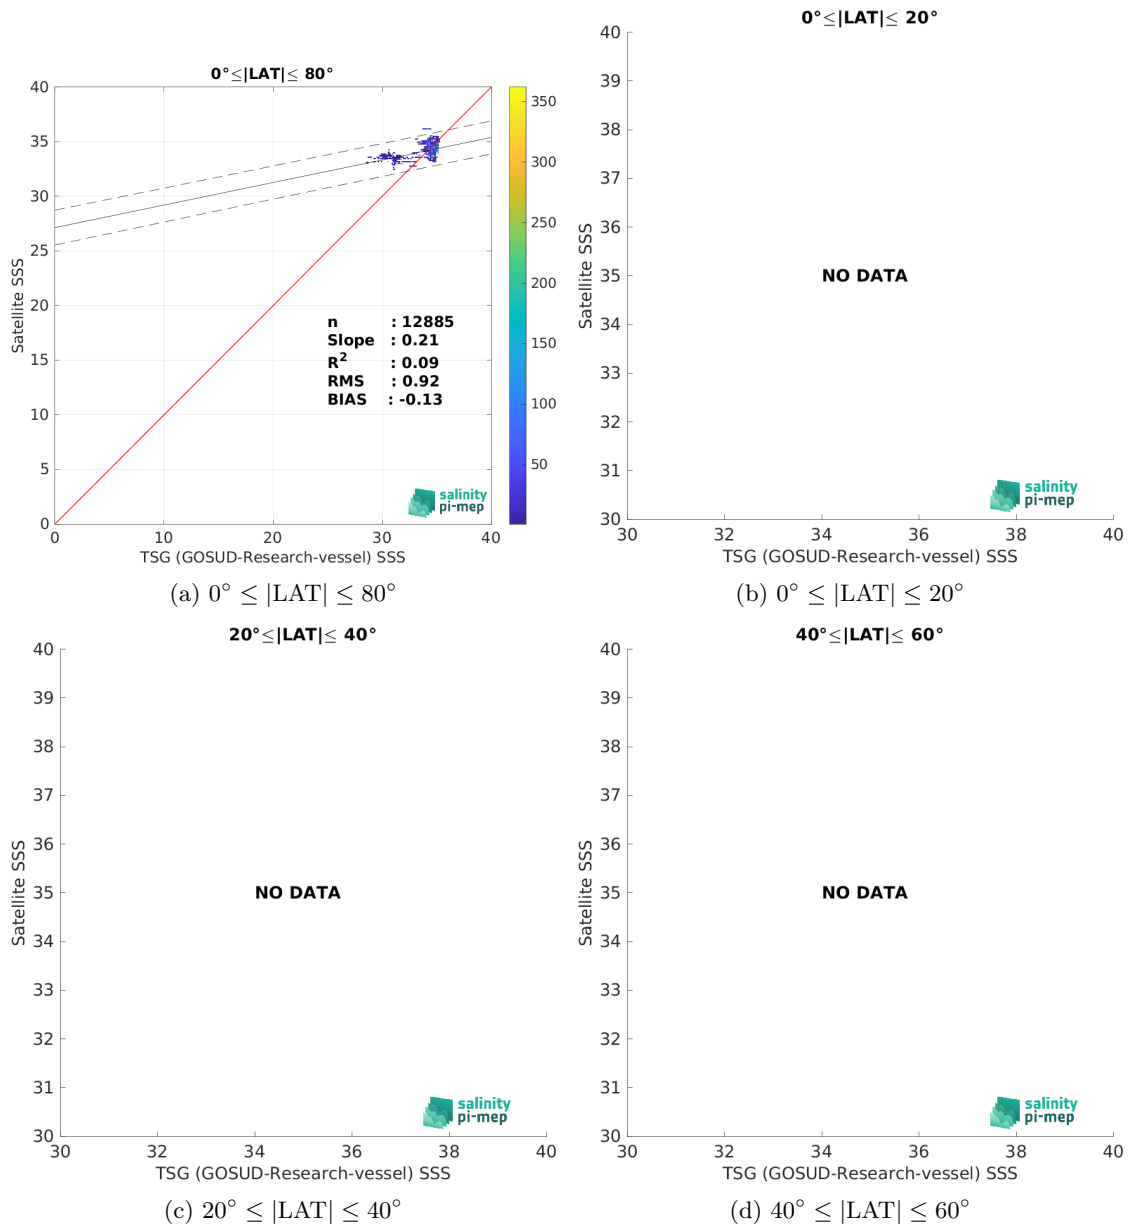 0°≤|LAT|≤ 80°
40
35
30
25
20
15
10
5
0
Satellite SSS
0
10
20
30
40
TSG (GOSUD-Research-vessel) SSS
n : 12885
Slope : 0.21
R² : 0.09
RMS : 0.92
BIAS : -0.13
salinity
pi-mep
350
300
250
200
150
100
50
(a) 0° ≤ |LAT| ≤ 80°
0°≤|LAT|≤ 20°
40
39
38
37
36
35
34
33
32
31
30
Satellite SSS
NO DATA
salinity
pi-mep
30
32
34
36
38
40
TSG (GOSUD-Research-vessel) SSS
(b) 0° ≤ |LAT| ≤ 20°
20°≤|LAT|≤ 40°
40
39
38
37
36
35
34
33
32
31
30
Satellite SSS
NO DATA
salinity
pi-mep
30
32
34
36
38
40
TSG (GOSUD-Research-vessel) SSS
(c) 20° ≤ |LAT| ≤ 40°
40°≤|LAT|≤ 60°
40
39
38
37
36
35
34
33
32
31
30
Satellite SSS
NO DATA
salinity
pi-mep
30
32
34
36
38
40
TSG (GOSUD-Research-vessel) SSS
(d) 40° ≤ |LAT| ≤ 60°